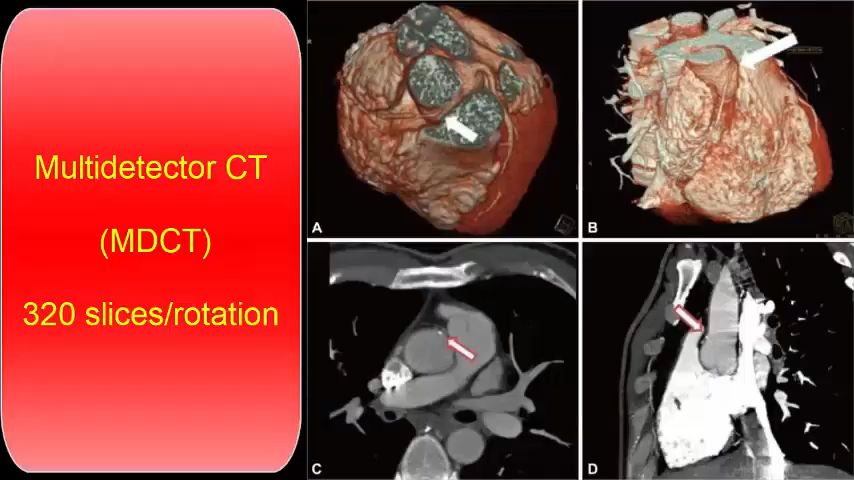 Multidetector CT
(MDCT)
320 slices/rotation
A
B
C
D